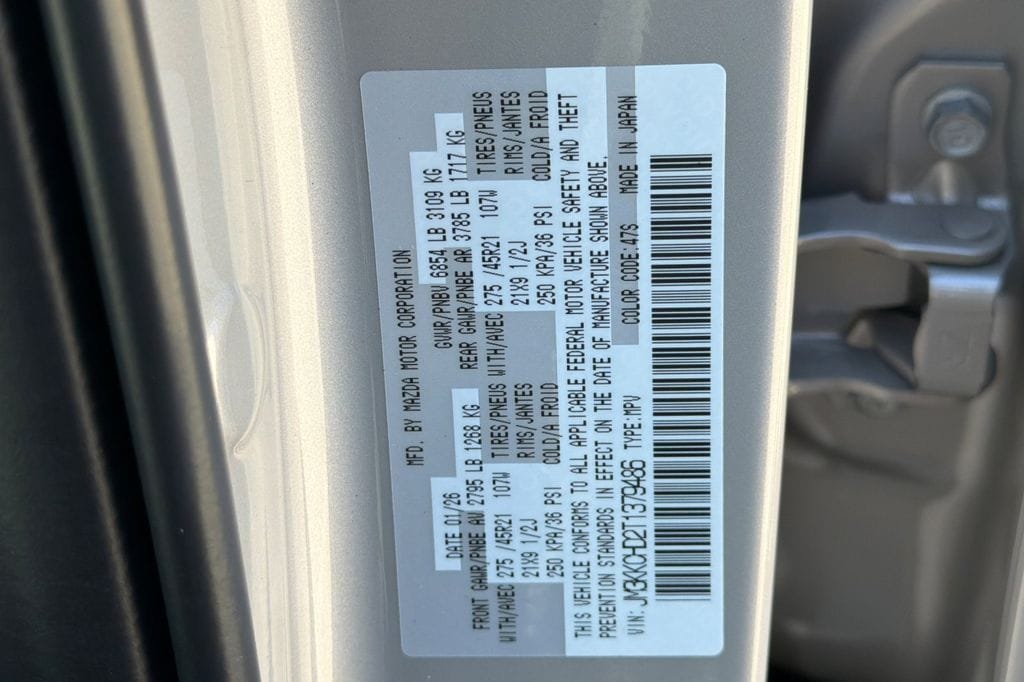 MFD. BY MAZDA MOTOR CORPORATION
DATE 01/26 GVWR/PNBV 6854 LB 3109 KG
FRONT GAWR/PNBE AV 2795 LB 1268 KG REAR GAWR/PNBE AR 3785 LB 1717 KG
WITH/AVEC 275 /45R21 107W TIRES/PNEUS WITH/AVEC 275 /45R21 107W TIRES/PNEUS
21X9 1/2J RIMS/JANTES 21X9 1/2J RIMS/JANTES
250 KPA/36 PSI COLD/A FROID 250 KPA/36 PSI COLD/A FROID
THIS VEHICLE CONFORMS TO ALL APPLICABLE FEDERAL MOTOR VEHICLE SAFETY AND THEFT
PREVENTION STANDARDS IN EFFECT ON THE DATE OF MANUFACTURE SHOWN ABOVE.
VIN: JM3KKCHD2T1379486 TYPE:MPV COLOR CODE:47S MADE IN JAPAN